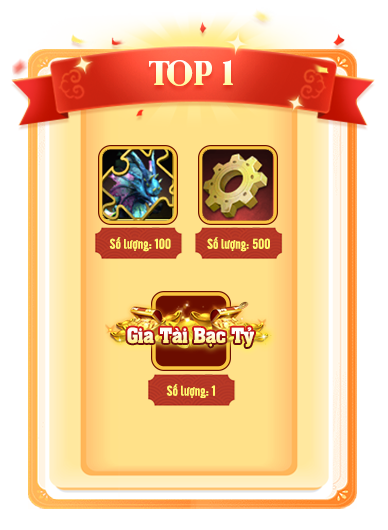 TOP 1
Số lượng: 100
Số lượng: 500
Gia Tài Bạc Tỷ
Số lượng: 1